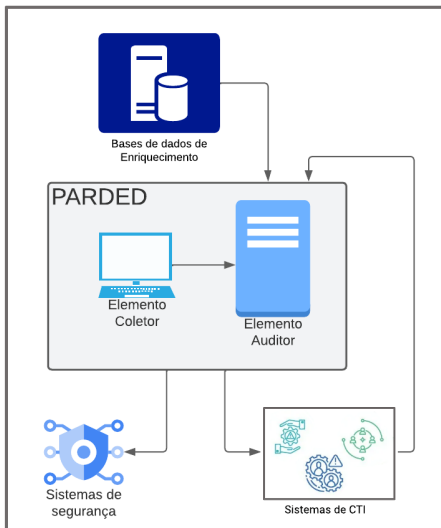 Bases de dados de
Enriquecimento
PARDED
Elemento
Coletor
Elemento
Auditor
Sistemas de
segurança
Sistemas de CTI